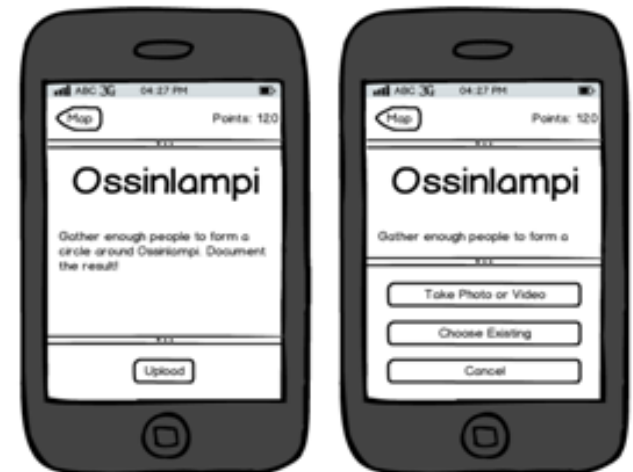 ABC 3G 04:27 PM
Map Points: 120
Ossinlampi
Gather enough people to form a
circle around Ossinlampi. Document
the result!
Upload
ABC 3G 04:27 PM
Map Points: 120
Ossinlampi
Gather enough people to form a
Take Photo or Video
Choose Existing
Cancel